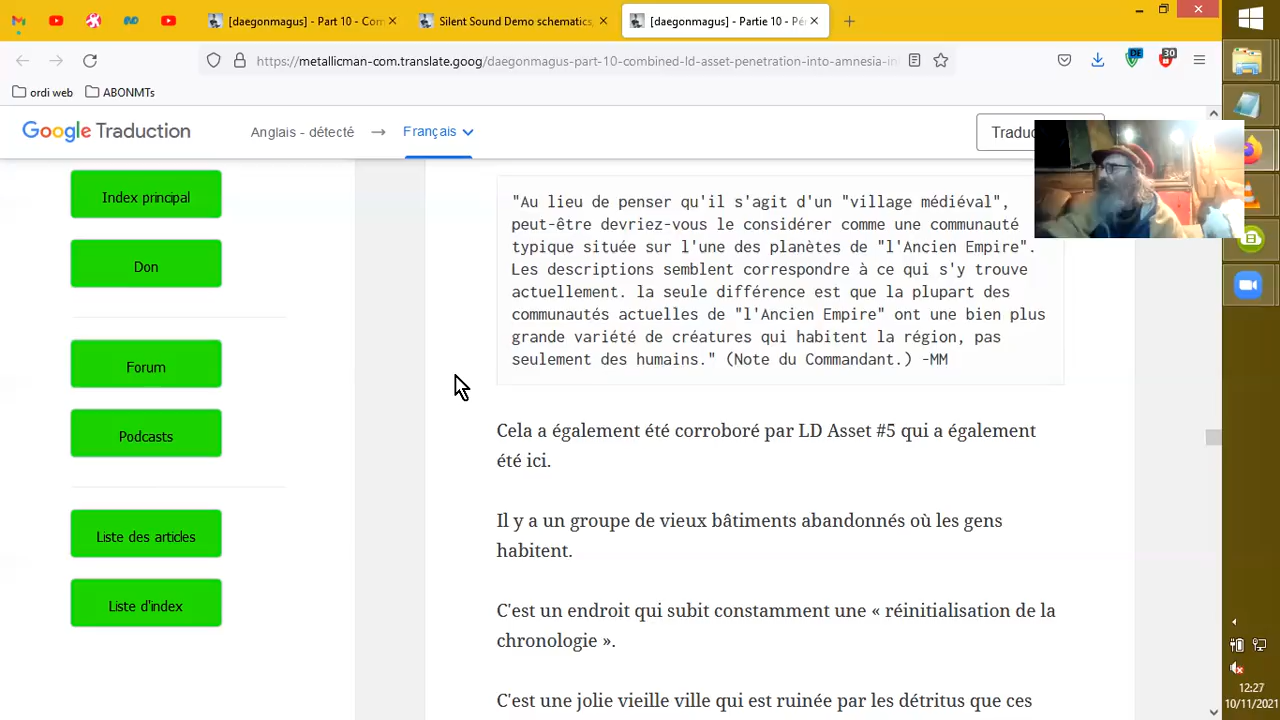 [daegonmagus] - Part 10 - Com
Silent Sound Demo schematics,
[daegonmagus] - Partie 10 - Pé
https://metallicman-com.translate.goog/daegonmagus-part-10-combined-ld-asset-penetration-into-amnesia-in
DE
30
ordi web
ABONMTs
Google Traduction
Anglais - détecté
Français
Traduc
Index principal
Don
Forum
Podcasts
Liste des articles
Liste d'index
"Au lieu de penser qu'il s'agit d'un "village médiéval",
peut-être devriez-vous le considérer comme une communauté
typique située sur l'une des planètes de "l'Ancien Empire".
Les descriptions semblent correspondre à ce qui s'y trouve
actuellement. la seule différence est que la plupart des
communautés actuelles de "l'Ancien Empire" ont une bien plus
grande variété de créatures qui habitent la région, pas
seulement des humains." (Note du Commandant.) -MM
Cela a également été corroboré par LD Asset #5 qui a également
été ici.
Il y a un groupe de vieux bâtiments abandonnés où les gens
habitent.
C'est un endroit qui subit constamment une « réinitialisation de la
chronologie ».
C'est une jolie vieille ville qui est ruinée par les détritus que ces
12:27
10/11/2021